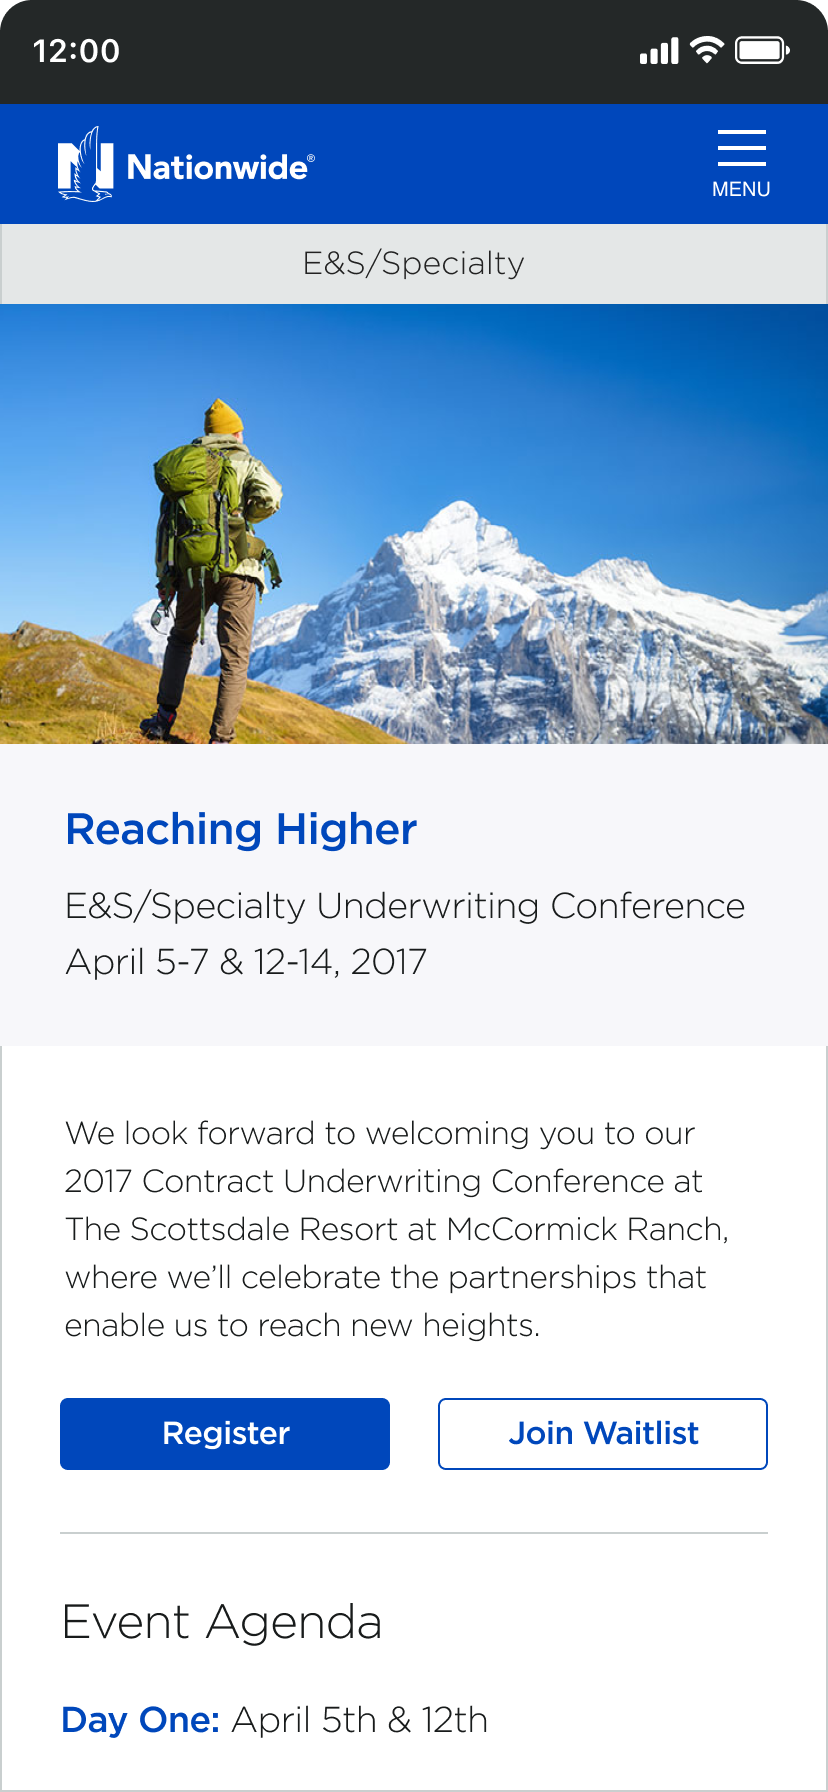 12:00
Nationwide®
MENU
E&S/Specialty
Reaching Higher
E&S/Specialty Underwriting Conference
April 5-7 & 12-14, 2017
We look forward to welcoming you to our
2017 Contract Underwriting Conference at
The Scottsdale Resort at McCormick Ranch,
where we’ll celebrate the partnerships that
enable us to reach new heights.
Register
Join Waitlist
Event Agenda
Day One: April 5th & 12th